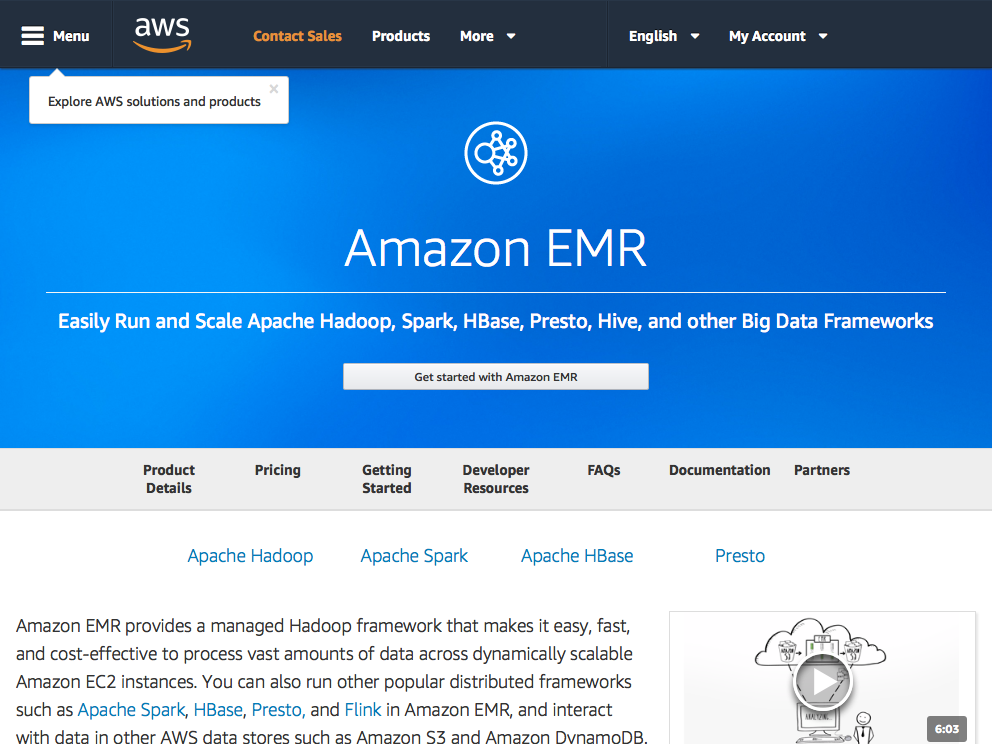 Menu
aws
Contact Sales
Products
More
English
My Account
Explore AWS solutions and products
×
Amazon EMR
Easily Run and Scale Apache Hadoop, Spark, HBase, Presto, Hive, and other Big Data Frameworks
Get started with Amazon EMR
Product
Details
Pricing
Getting
Started
Developer
Resources
FAQs
Documentation
Partners
Apache Hadoop
Apache Spark
Apache HBase
Presto
Amazon EMR provides a managed Hadoop framework that makes it easy, fast,
and cost-effective to process vast amounts of data across dynamically scalable
Amazon EC2 instances. You can also run other popular distributed frameworks
such as Apache Spark, HBase, Presto, and Flink in Amazon EMR, and interact
with data in other AWS data stores such as Amazon S3 and Amazon DynamoDB.
ANALYZING
6:03